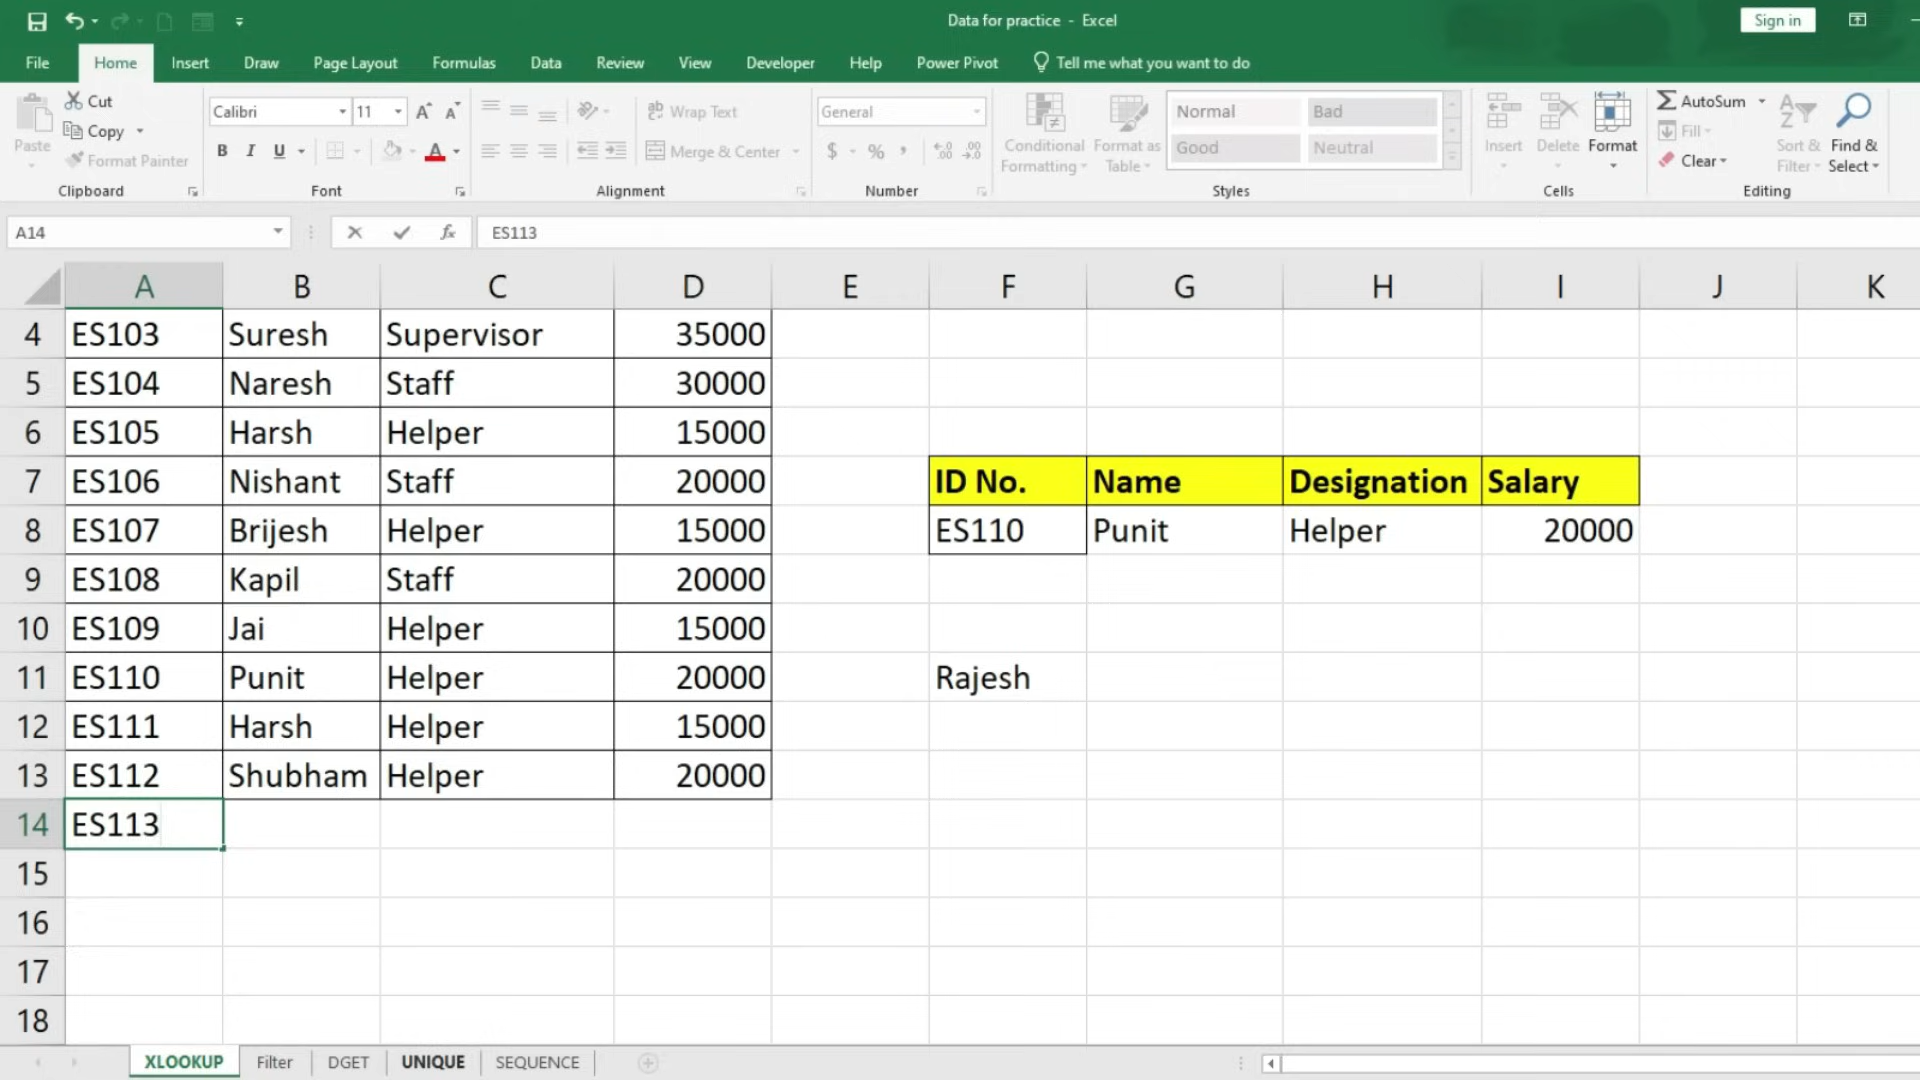 Data for practice - Excel
Sign in
File Home Insert Draw Page Layout Formulas Data Review View Developer Help Power Pivot Tell me what you want to do
Paste
Cut
Copy
Format Painter
Clipboard
Calibri 11
B I U A
Font
Wrap Text
Merge & Center
Alignment
General
$ % ,
Number
Conditional Formatting
Format as Table
Normal Bad
Good Neutral
Styles
Insert Delete Format
Cells
AutoSum
Fill
Clear
Sort & Filter
Find & Select
Editing
A14 fx ES113
A B C D E F G H I J K
4 ES103 Suresh Supervisor 35000
5 ES104 Naresh Staff 30000
6 ES105 Harsh Helper 15000
7 ES106 Nishant Staff 20000 ID No. Name Designation Salary
8 ES107 Brijesh Helper 15000 ES110 Punit Helper 20000
9 ES108 Kapil Staff 20000
10 ES109 Jai Helper 15000
11 ES110 Punit Helper 20000 Rajesh
12 ES111 Harsh Helper 15000
13 ES112 Shubham Helper 20000
14 ES113
15
16
17
18
XLOOKUP Filter DGET UNIQUE SEQUENCE